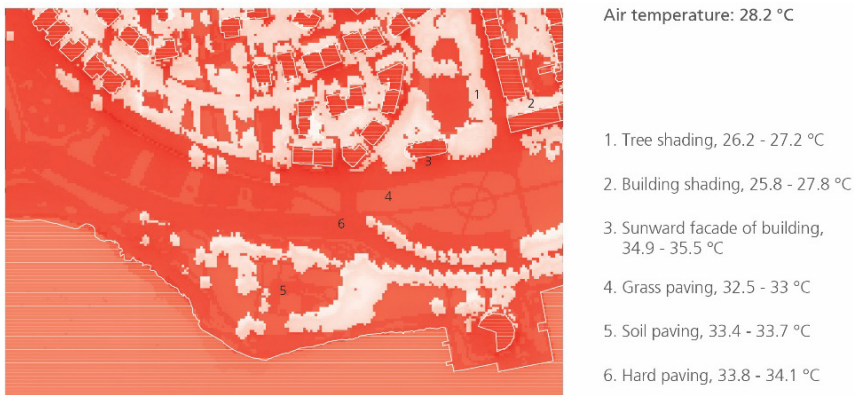 Air temperature: 28.2 °C
1
2
3
4
6
5
1. Tree shading, 26.2 - 27.2 °C
2. Building shading, 25.8 - 27.8 °C
3. Sunward facade of building,
34.9 - 35.5 °C
4. Grass paving, 32.5 - 33 °C
5. Soil paving, 33.4 - 33.7 °C
6. Hard paving, 33.8 - 34.1 °C